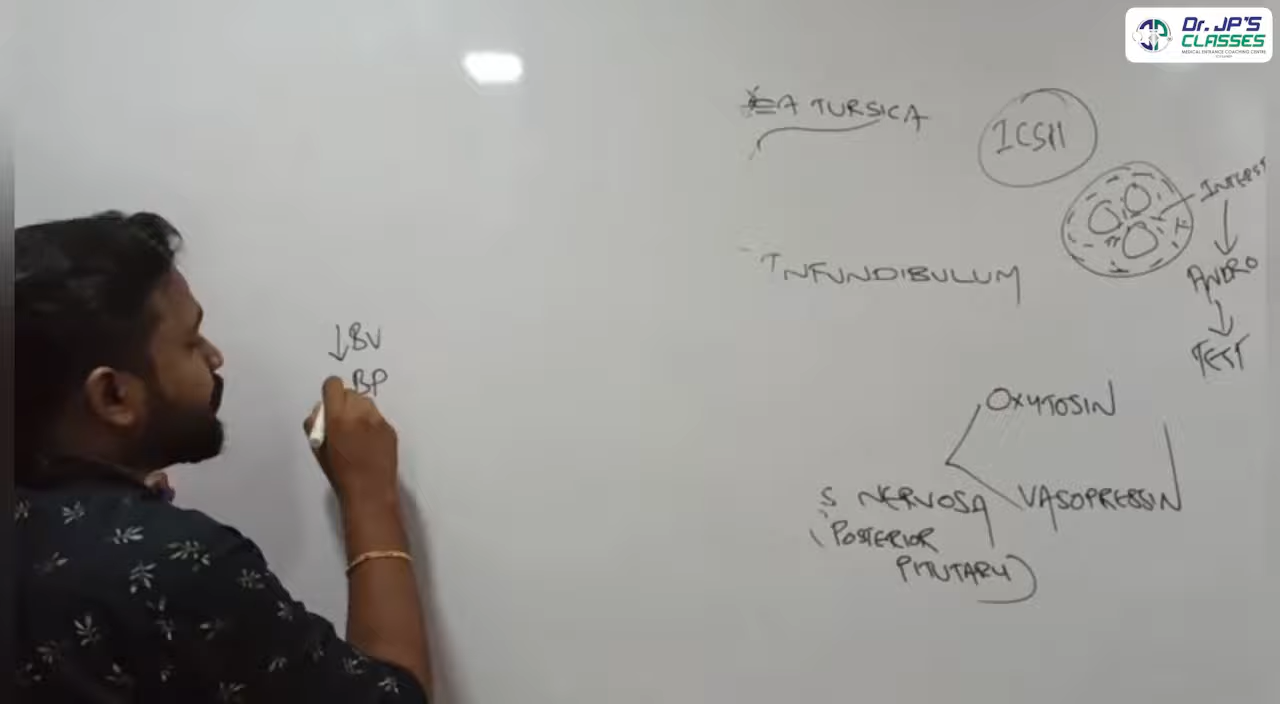 Dr. JP'S
CLASSES
MEDICAL ENTRANCE COACHING CENTRE
A TURSICA
ICSH
INTERST
ANDRO
TEST
INFUNDIBULUM
↓BV
BP
OXYTOSIN
S NERVOSA
VASOPRESSIN
(POSTERIOR
PITUTARY)